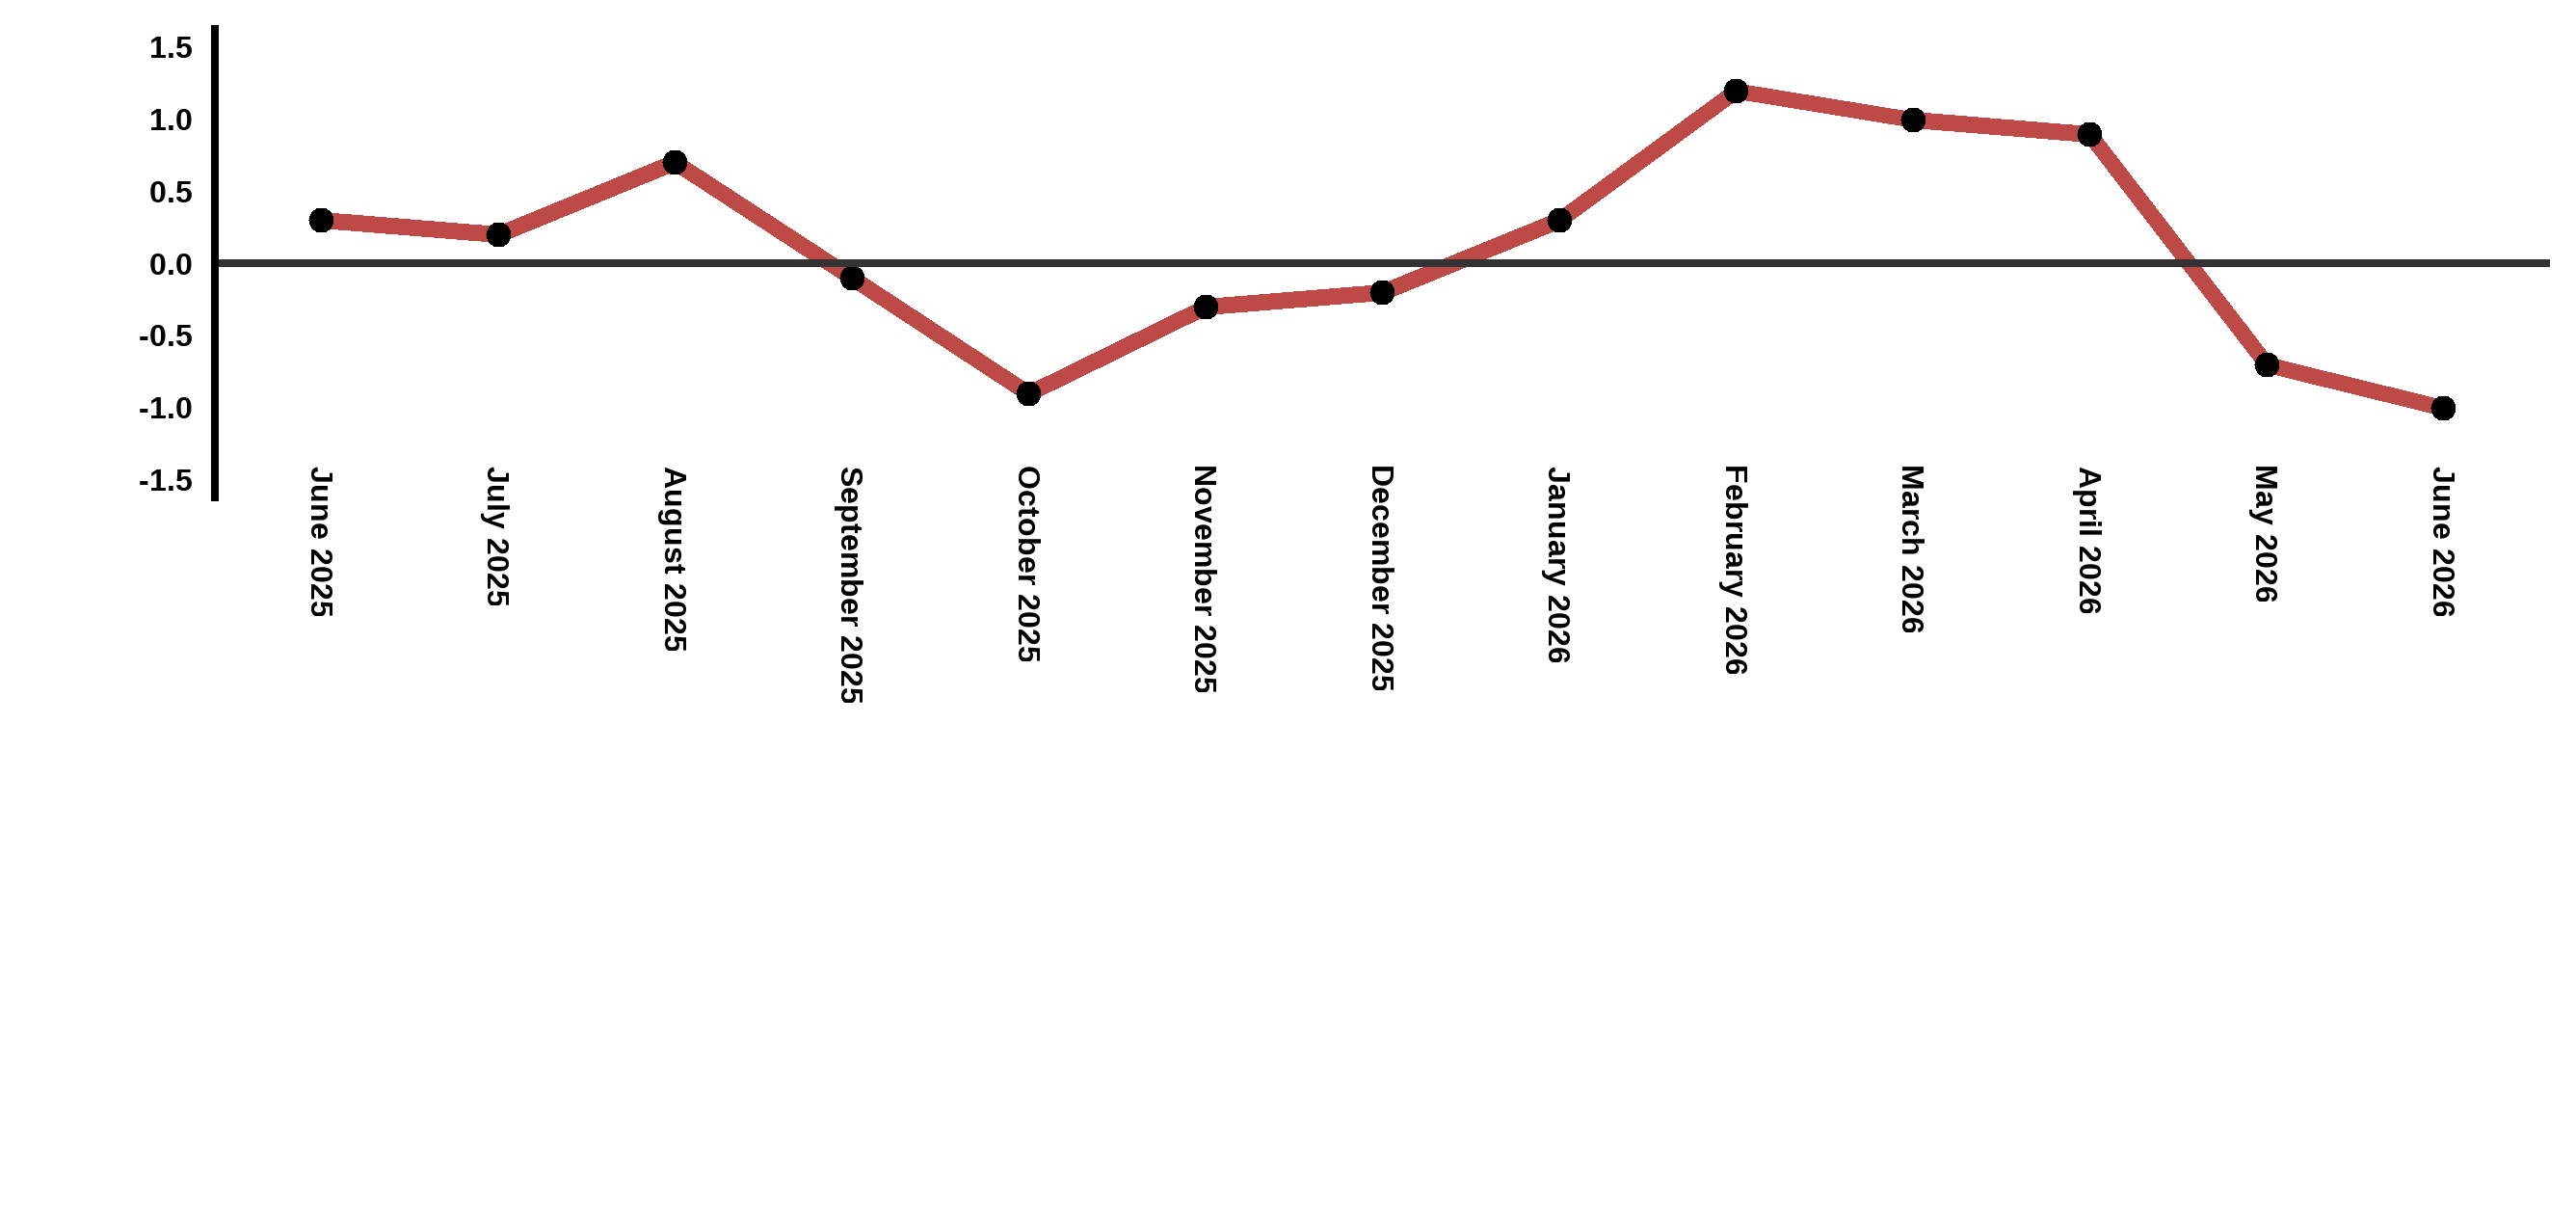 1.5
1.0
0.5
0.0
-0.5
-1.0
-1.5
June 2025
July 2025
August 2025
September 2025
October 2025
November 2025
December 2025
January 2026
February 2026
March 2026
April 2026
May 2026
June 2026